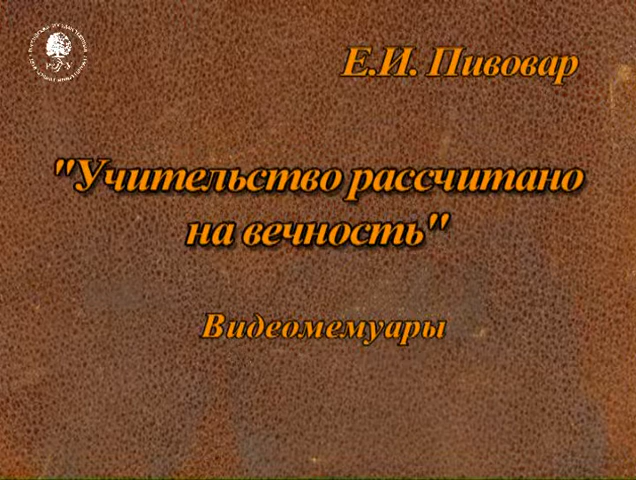 Е.И. Пивовар
"Учительство рассчитано
на вечность"
Видеомемуары